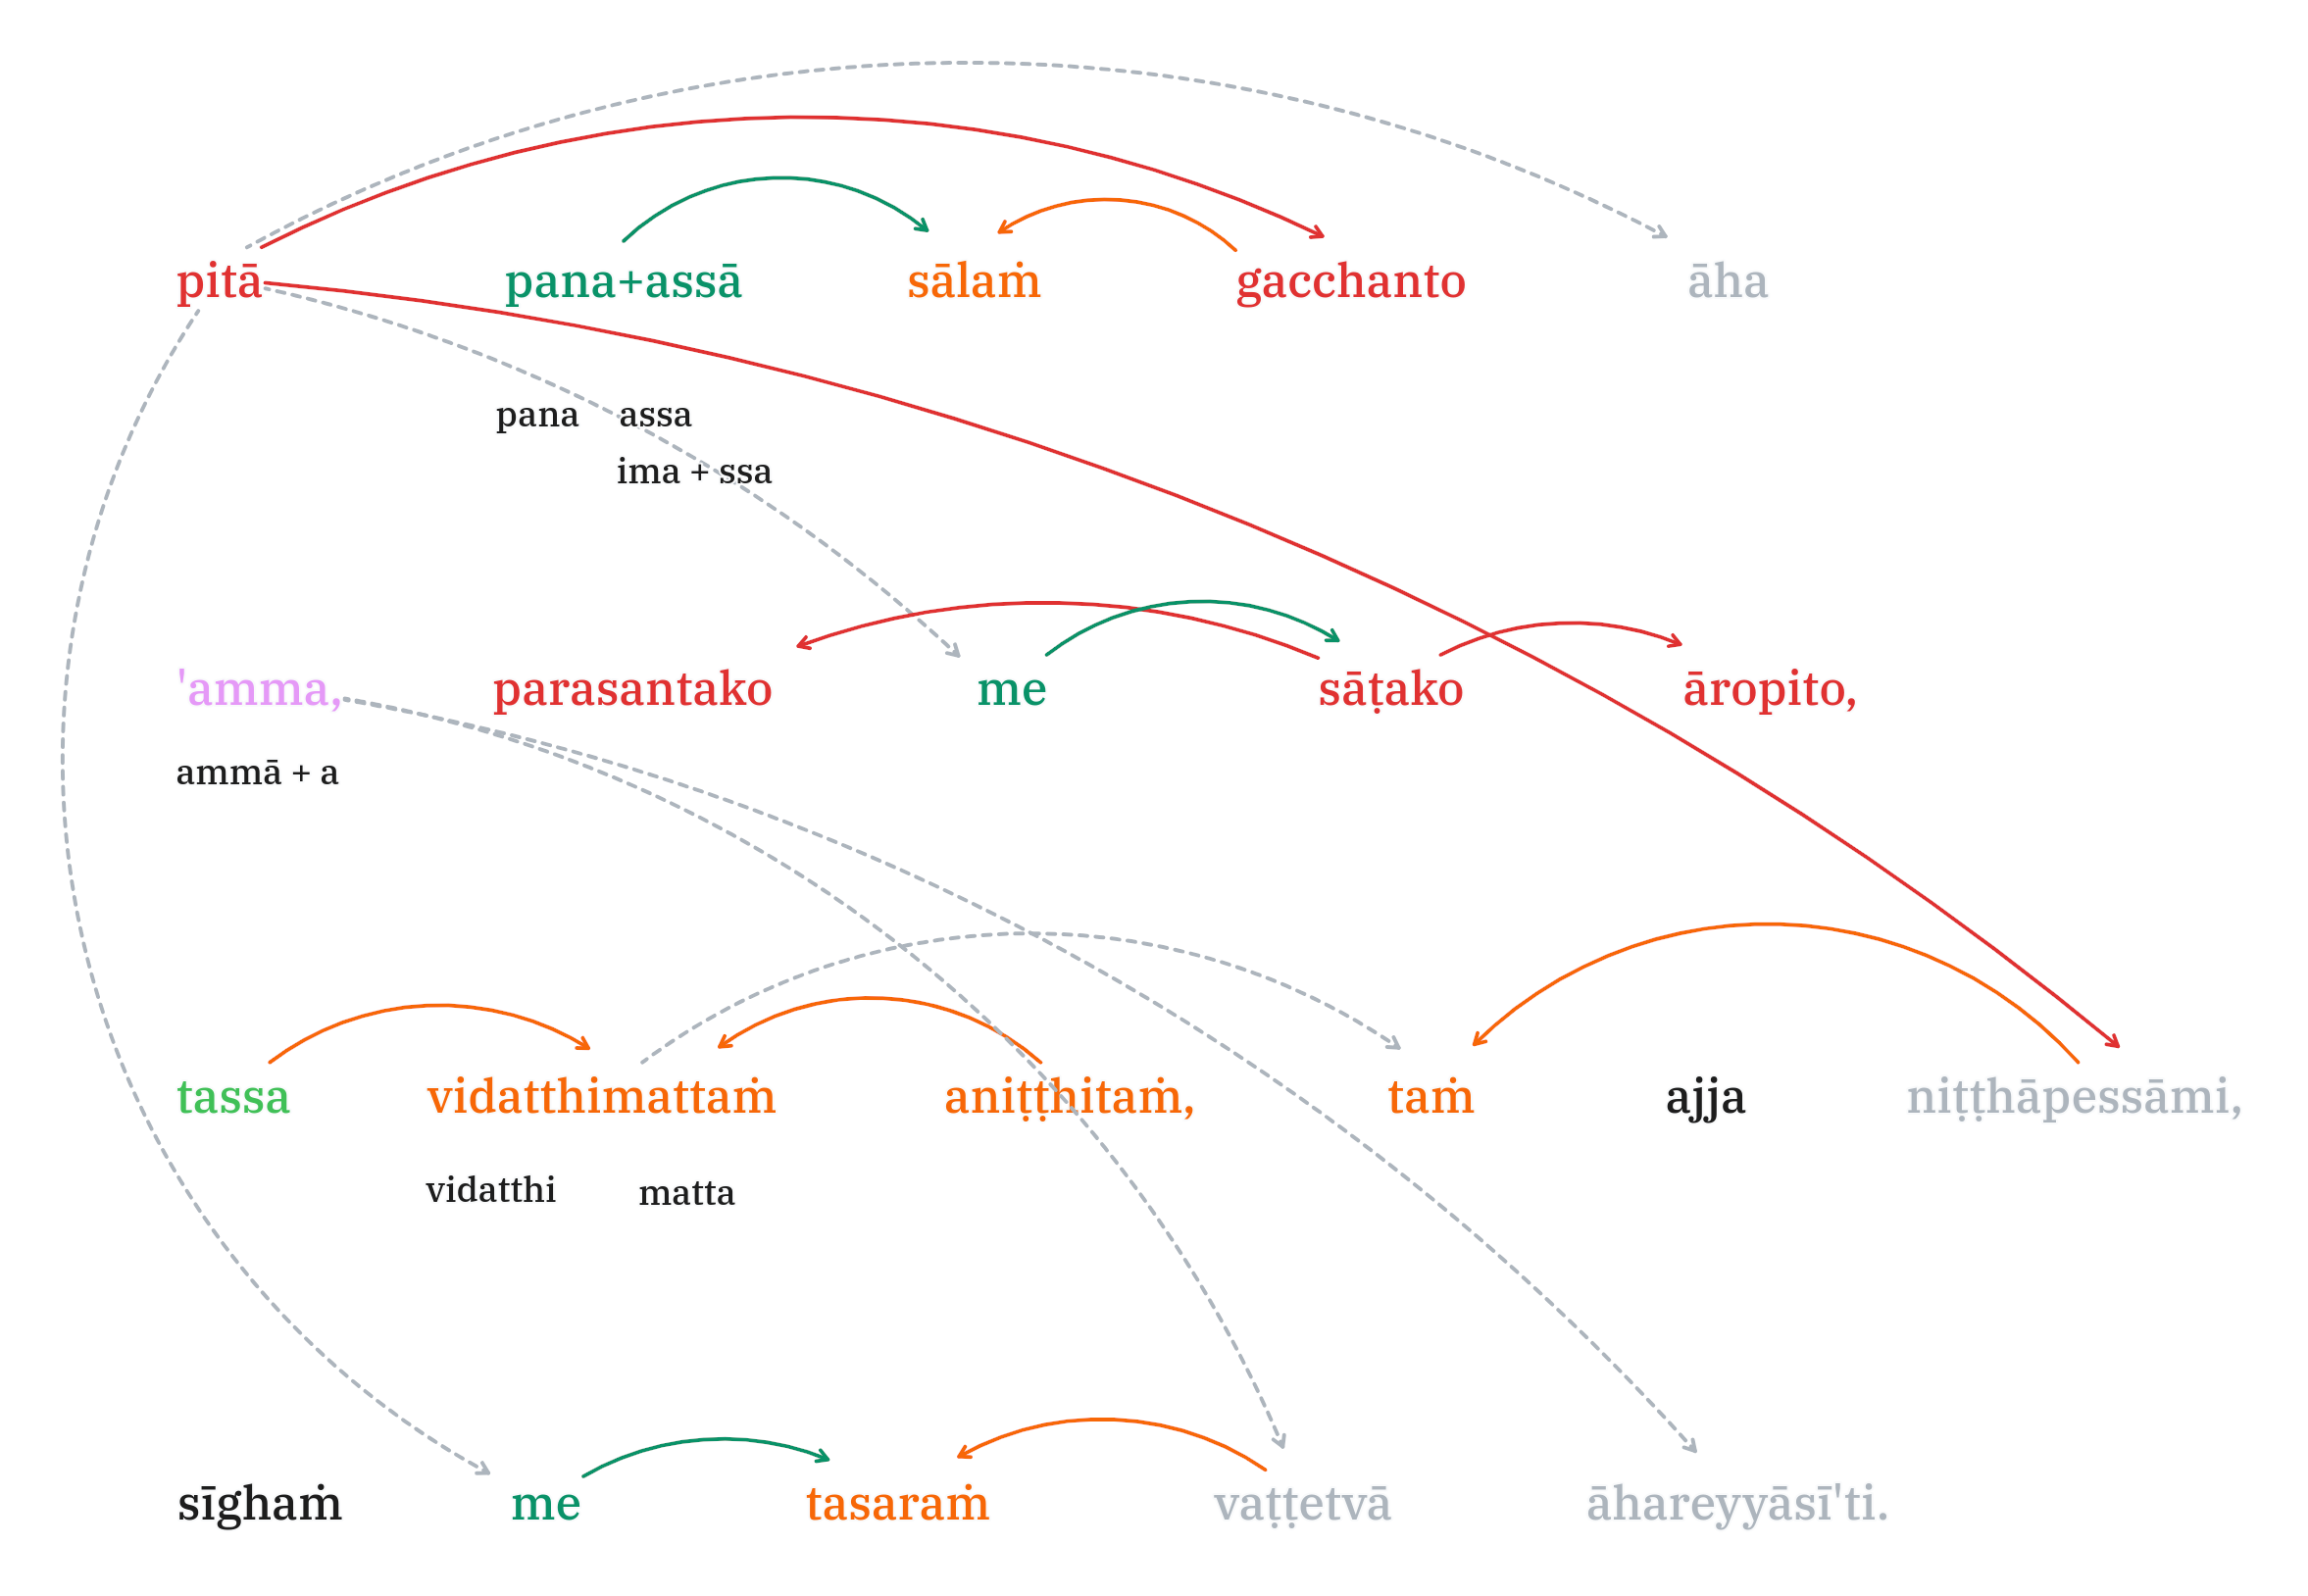 pitā pana+assā sālaṁ gacchanto āha
pana assa
ima + ssa
'amma, parasantako me sāṭako āropito,
ammā + a
tassa vidatthimattaṁ aniṭṭhitaṁ, taṁ ajja niṭṭhāpessāmi,
vidatthi matta
sīghaṁ me tasaraṁ vaṭṭetvā āhareyyāsī'ti.